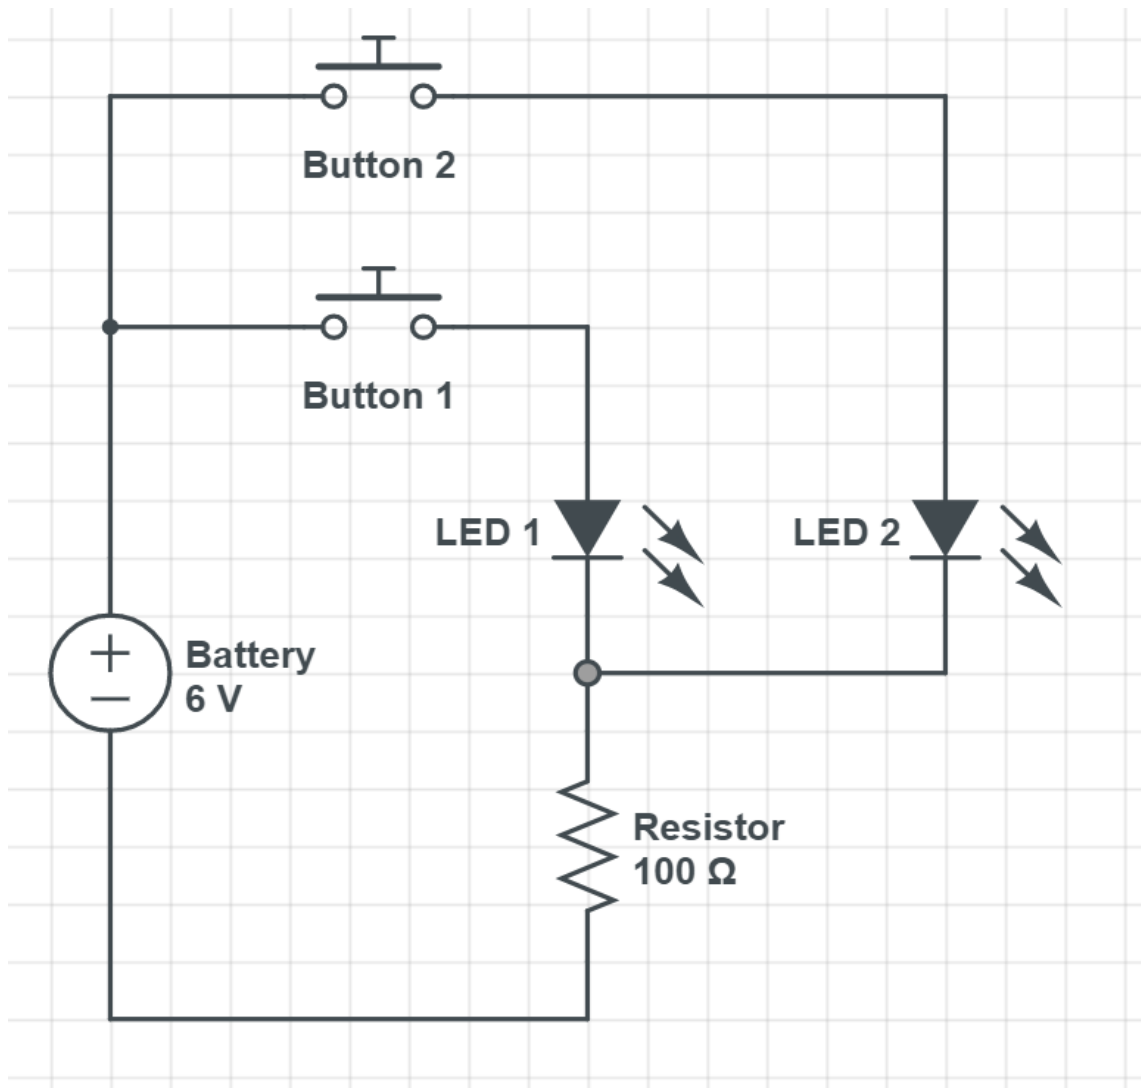 Button 2
Button 1
LED 1
LED 2
Battery
6 V
Resistor
100 Ω